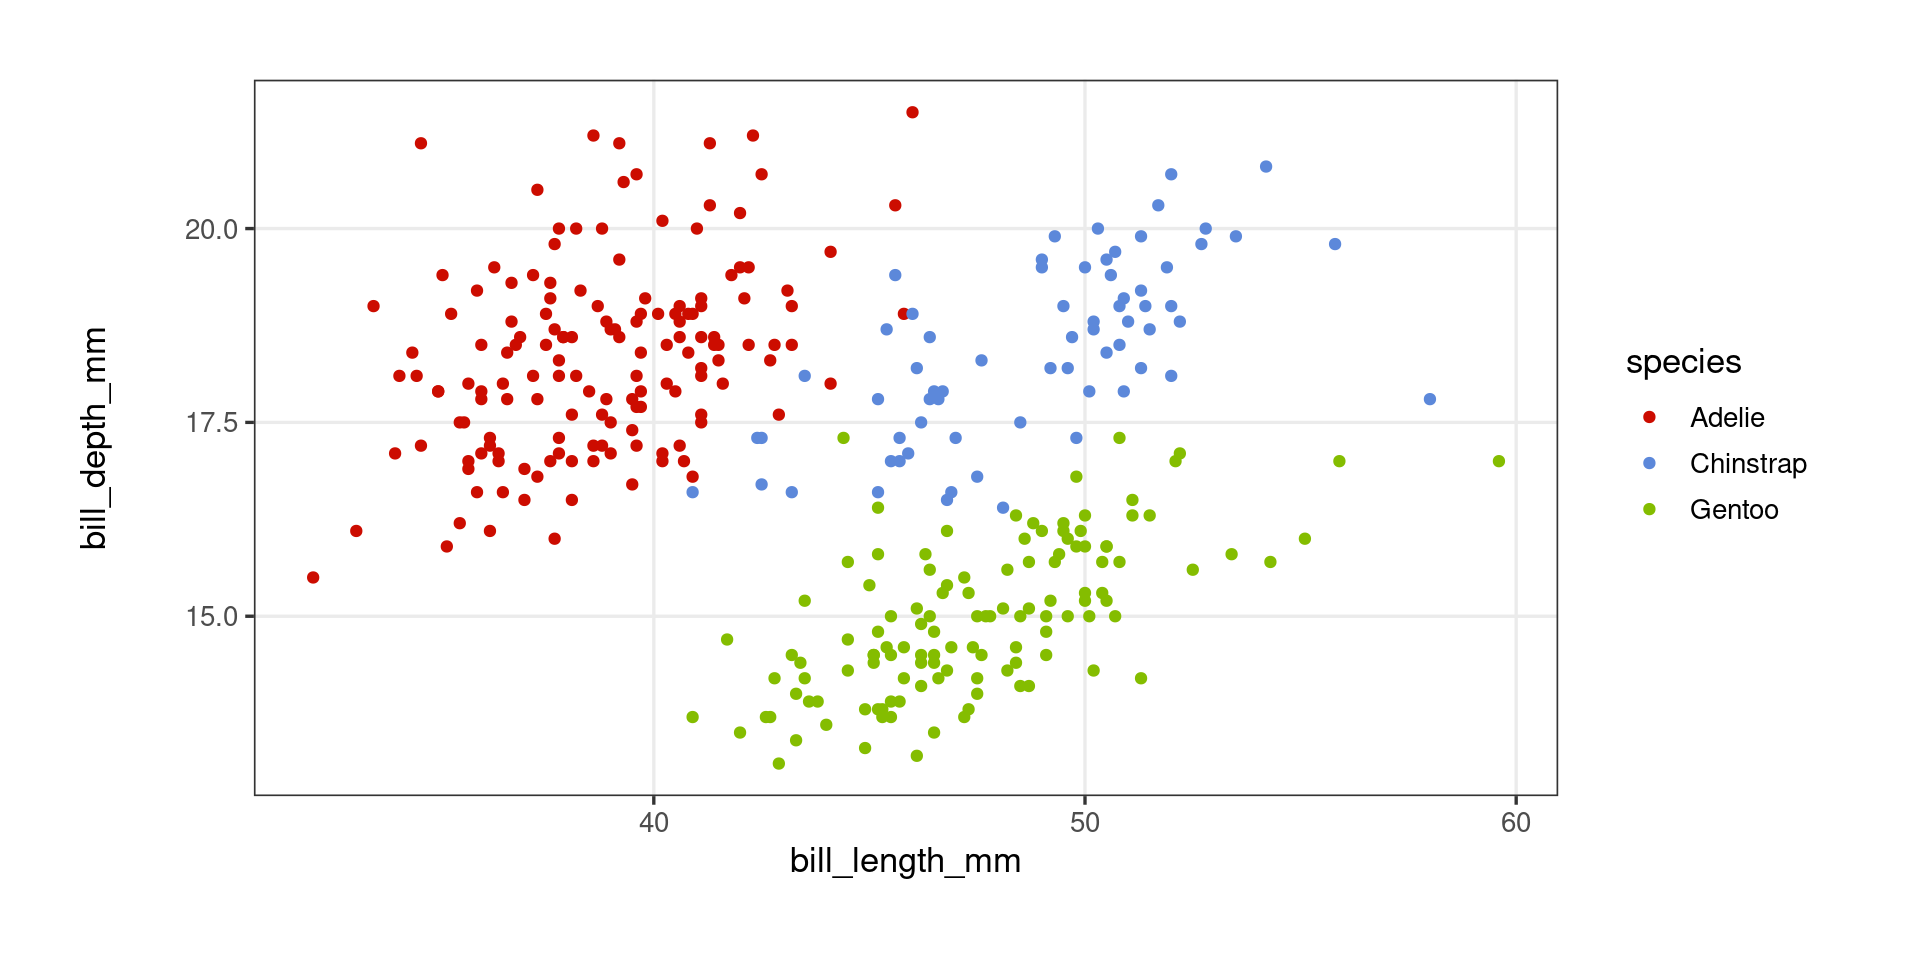 bill_depth_mm
20.0
17.5
15.0
40 50 60
bill_length_mm
species
Adelie
Chinstrap
Gentoo